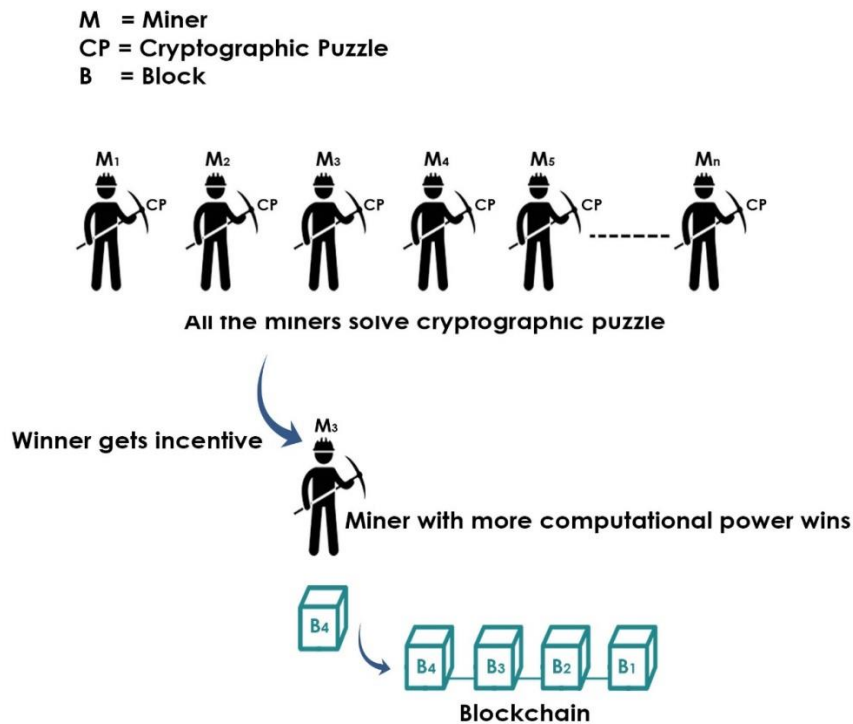 M = Miner
CP = Cryptographic Puzzle
B = Block
M1 M2 M3 M4 M5 Mn
CP CP CP CP CP CP
All the miners solve cryptographic puzzle
M3
Winner gets incentive
Miner with more computational power wins
B4
B4 B3 B2 B1
Blockchain